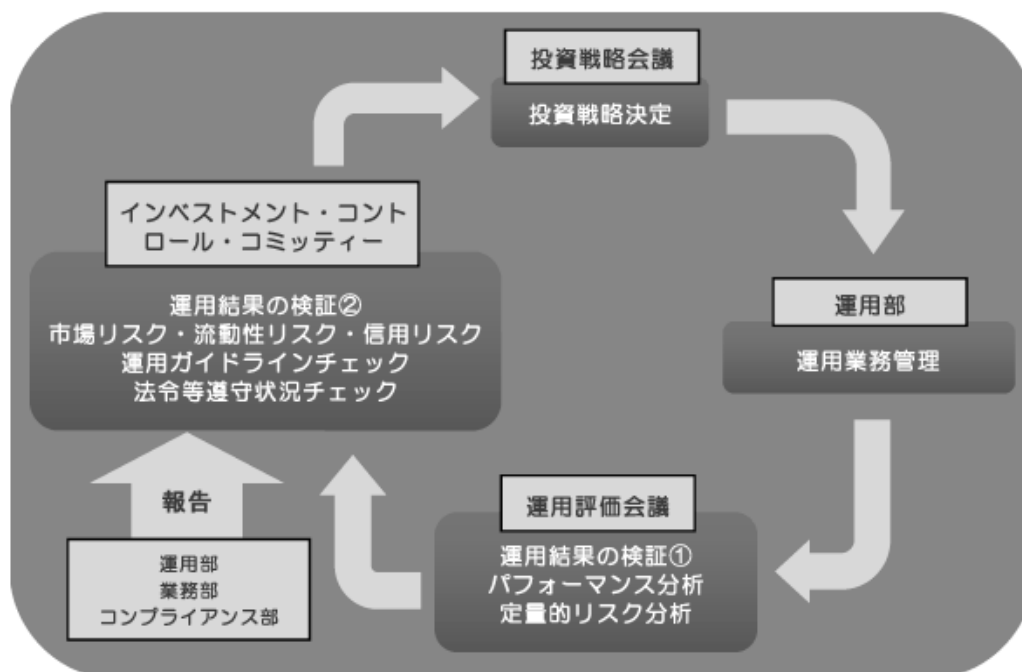 投資戦略会議
投資戦略決定
インベストメント・コント
ロール・コミッティー
運用結果の検証②
市場リスク・流動性リスク・信用リスク
運用ガイドラインチェック
法令等遵守状況チェック
運用部
運用業務管理
報告
運用部
業務部
コンプライアンス部
運用評価会議
運用結果の検証①
パフォーマンス分析
定量的リスク分析